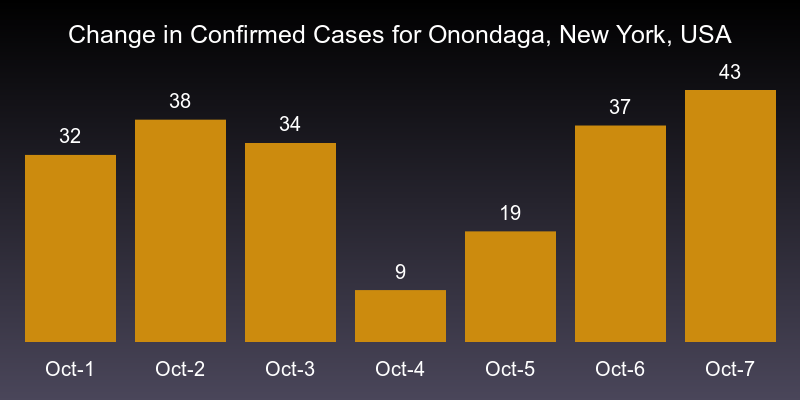 Change in Confirmed Cases for Onondaga, New York, USA
32 38 34 9 19 37 43
Oct-1 Oct-2 Oct-3 Oct-4 Oct-5 Oct-6 Oct-7